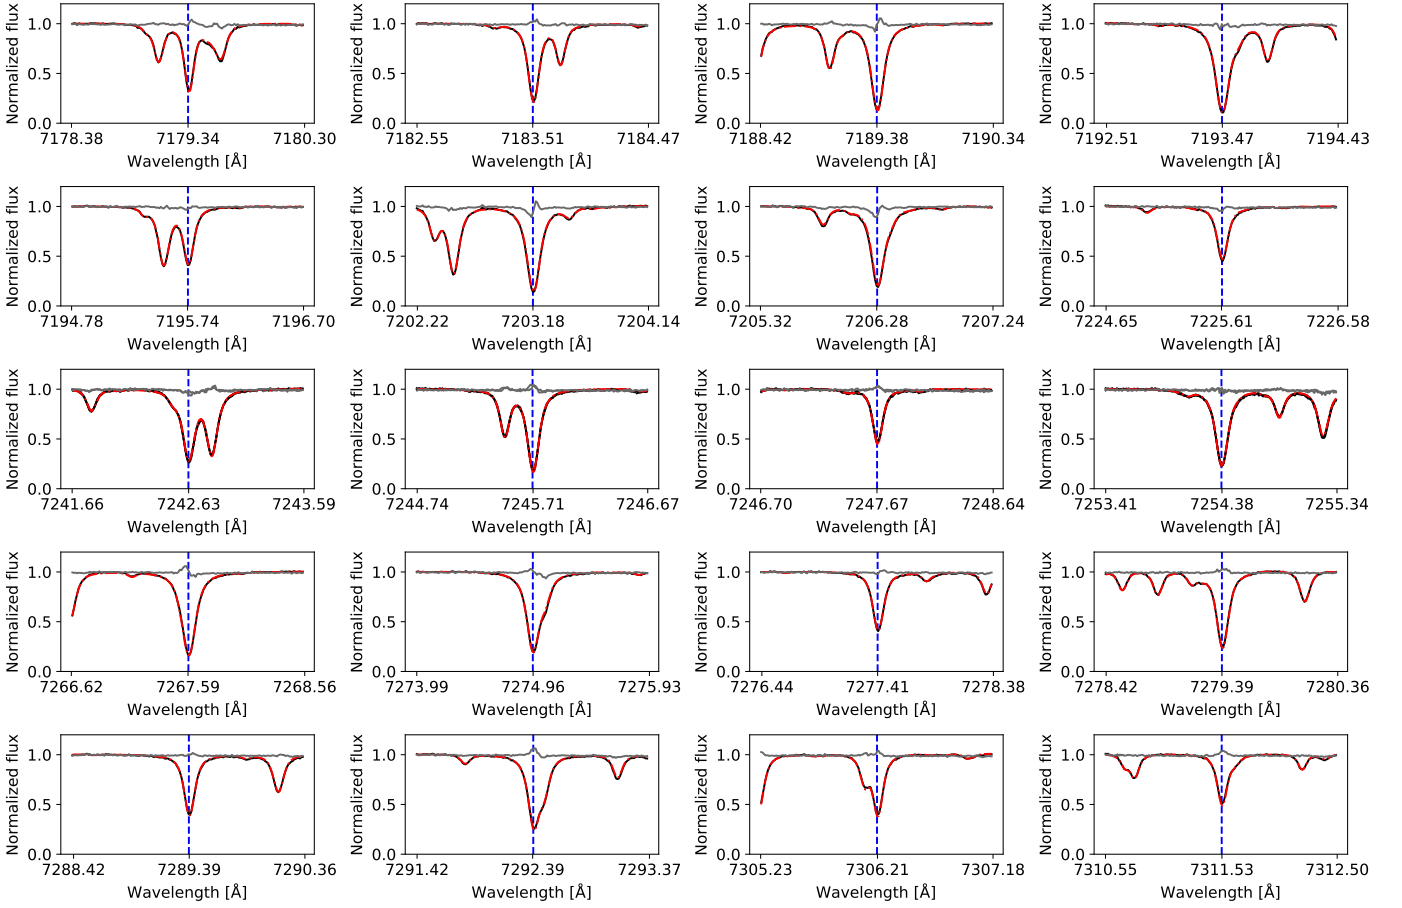 Normalized flux
1.0
0.5
0.0
7178.38 7179.34 7180.30
Wavelength [Å]
Normalized flux
1.0
0.5
0.0
7182.55 7183.51 7184.47
Wavelength [Å]
Normalized flux
1.0
0.5
0.0
7188.42 7189.38 7190.34
Wavelength [Å]
Normalized flux
1.0
0.5
0.0
7192.51 7193.47 7194.43
Wavelength [Å]
Normalized flux
1.0
0.5
0.0
7194.78 7195.74 7196.70
Wavelength [Å]
Normalized flux
1.0
0.5
0.0
7202.22 7203.18 7204.14
Wavelength [Å]
Normalized flux
1.0
0.5
0.0
7205.32 7206.28 7207.24
Wavelength [Å]
Normalized flux
1.0
0.5
0.0
7224.65 7225.61 7226.58
Wavelength [Å]
Normalized flux
1.0
0.5
0.0
7241.66 7242.63 7243.59
Wavelength [Å]
Normalized flux
1.0
0.5
0.0
7244.74 7245.71 7246.67
Wavelength [Å]
Normalized flux
1.0
0.5
0.0
7246.70 7247.67 7248.64
Wavelength [Å]
Normalized flux
1.0
0.5
0.0
7253.41 7254.38 7255.34
Wavelength [Å]
Normalized flux
1.0
0.5
0.0
7266.62 7267.59 7268.56
Wavelength [Å]
Normalized flux
1.0
0.5
0.0
7273.99 7274.96 7275.93
Wavelength [Å]
Normalized flux
1.0
0.5
0.0
7276.44 7277.41 7278.38
Wavelength [Å]
Normalized flux
1.0
0.5
0.0
7278.42 7279.39 7280.36
Wavelength [Å]
Normalized flux
1.0
0.5
0.0
7288.42 7289.39 7290.36
Wavelength [Å]
Normalized flux
1.0
0.5
0.0
7291.42 7292.39 7293.37
Wavelength [Å]
Normalized flux
1.0
0.5
0.0
7305.23 7306.21 7307.18
Wavelength [Å]
Normalized flux
1.0
0.5
0.0
7310.55 7311.53 7312.50
Wavelength [Å]